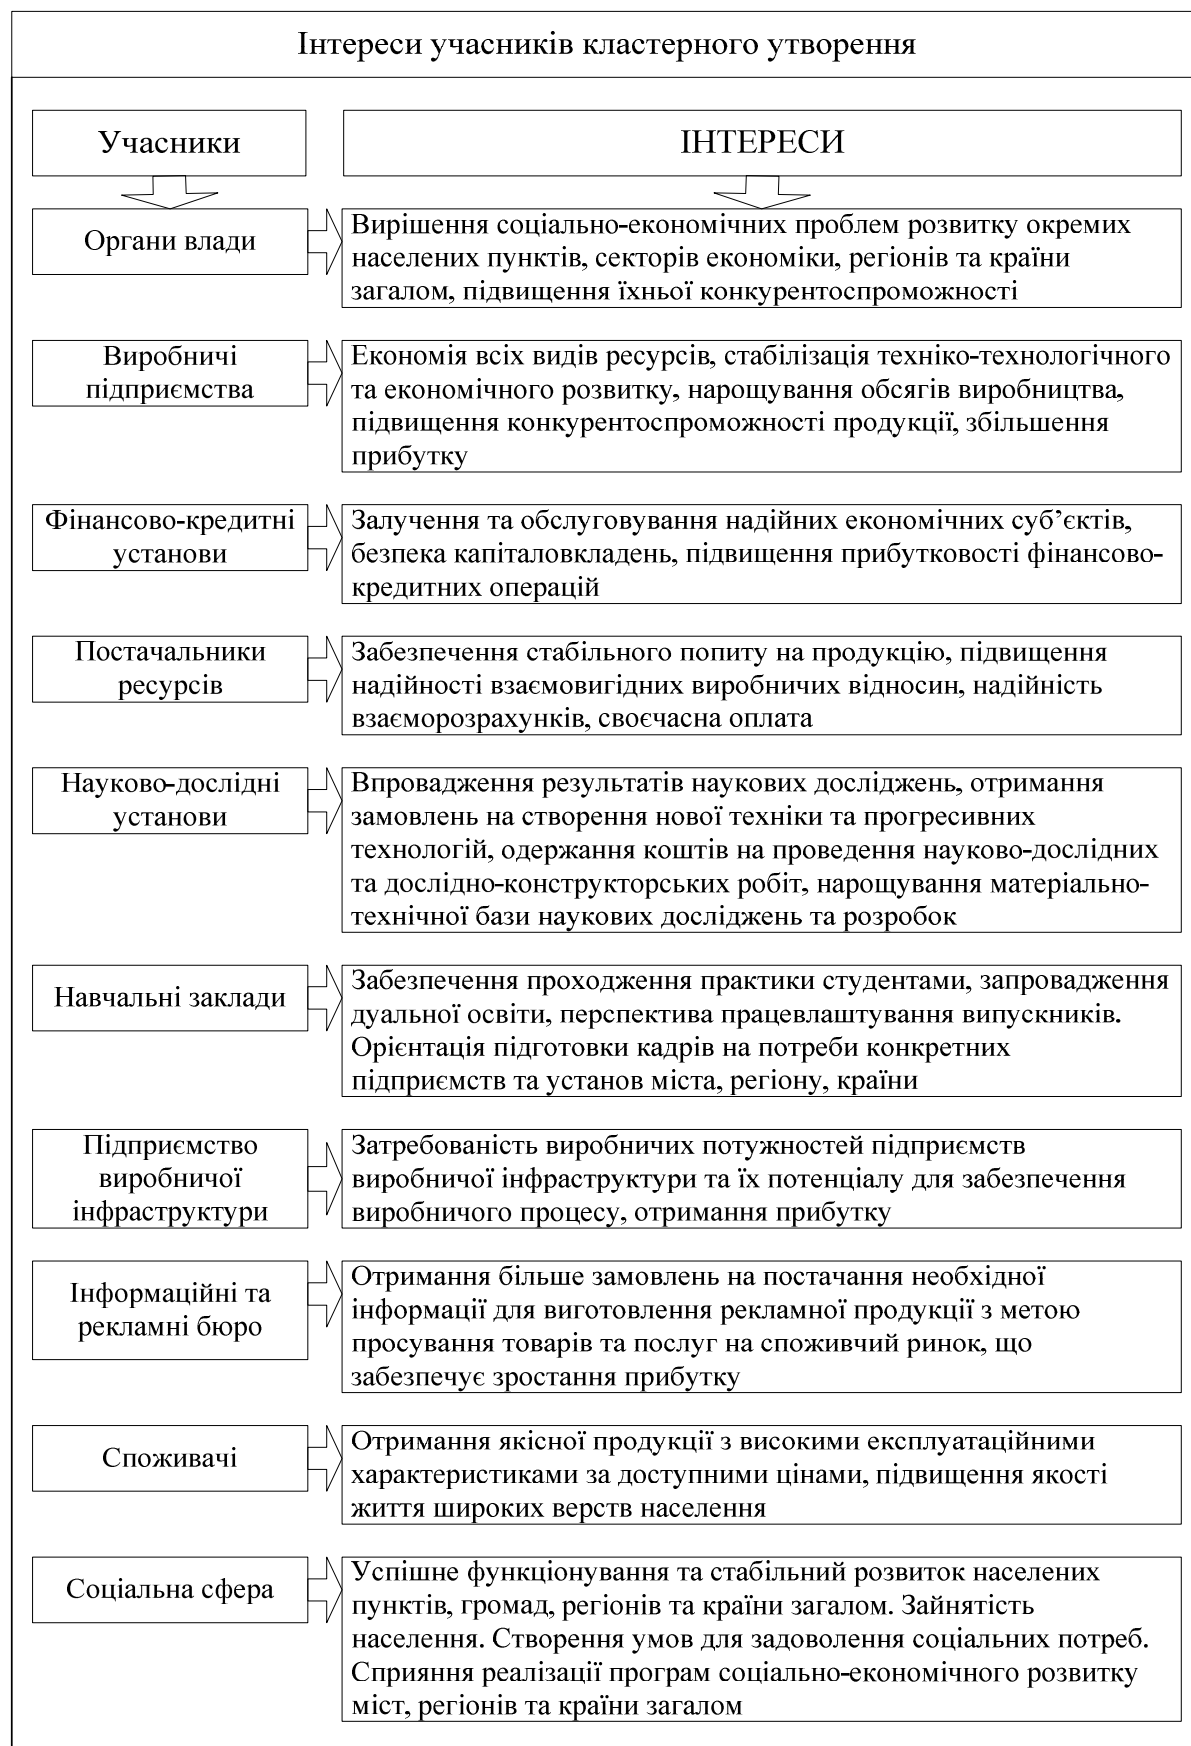 Інтереси учасників кластерного утворення
Учасники
ІНТЕРЕСИ
Органи влади
Вирішення соціально-економічних проблем розвитку окремих
населених пунктів, секторів економіки, регіонів та країни
загалом, підвищення їхньої конкурентоспроможності
Виробничі
підприємства
Економія всіх видів ресурсів, стабілізація техніко-технологічного
та економічного розвитку, нарощування обсягів виробництва,
підвищення конкурентоспроможності продукції, збільшення
прибутку
Фінансово-кредитні
установи
Залучення та обслуговування надійних економічних суб’єктів,
безпека капіталовкладень, підвищення прибутковості фінансово-
кредитних операцій
Постачальники
ресурсів
Забезпечення стабільного попиту на продукцію, підвищення
надійності взаємовигідних виробничих відносин, надійність
взаєморозрахунків, своєчасна оплата
Науково-дослідні
установи
Впровадження результатів наукових досліджень, отримання
замовлень на створення нової техніки та прогресивних
технологій, одержання коштів на проведення науково-дослідних
та дослідно-конструкторських робіт, нарощування матеріально-
технічної бази наукових досліджень та розробок
Навчальні заклади
Забезпечення проходження практики студентами, запровадження
дуальної освіти, перспектива працевлаштування випускників.
Орієнтація підготовки кадрів на потреби конкретних
підприємств та установ міста, регіону, країни
Підприємство
виробничої
інфраструктури
Затребованість виробничих потужностей підприємств
виробничої інфраструктури та їх потенціалу для забезпечення
виробничого процесу, отримання прибутку
Інформаційні та
рекламні бюро
Отримання більше замовлень на постачання необхідної
інформації для виготовлення рекламної продукції з метою
просування товарів та послуг на споживчий ринок, що
забезпечує зростання прибутку
Споживачі
Отримання якісної продукції з високими експлуатаційними
характеристиками за доступними цінами, підвищення якості
життя широких верств населення
Соціальна сфера
Успішне функціонування та стабільний розвиток населених
пунктів, громад, регіонів та країни загалом. Зайнятість
населення. Створення умов для задоволення соціальних потреб.
Сприяння реалізації програм соціально-економічного розвитку
міст, регіонів та країни загалом